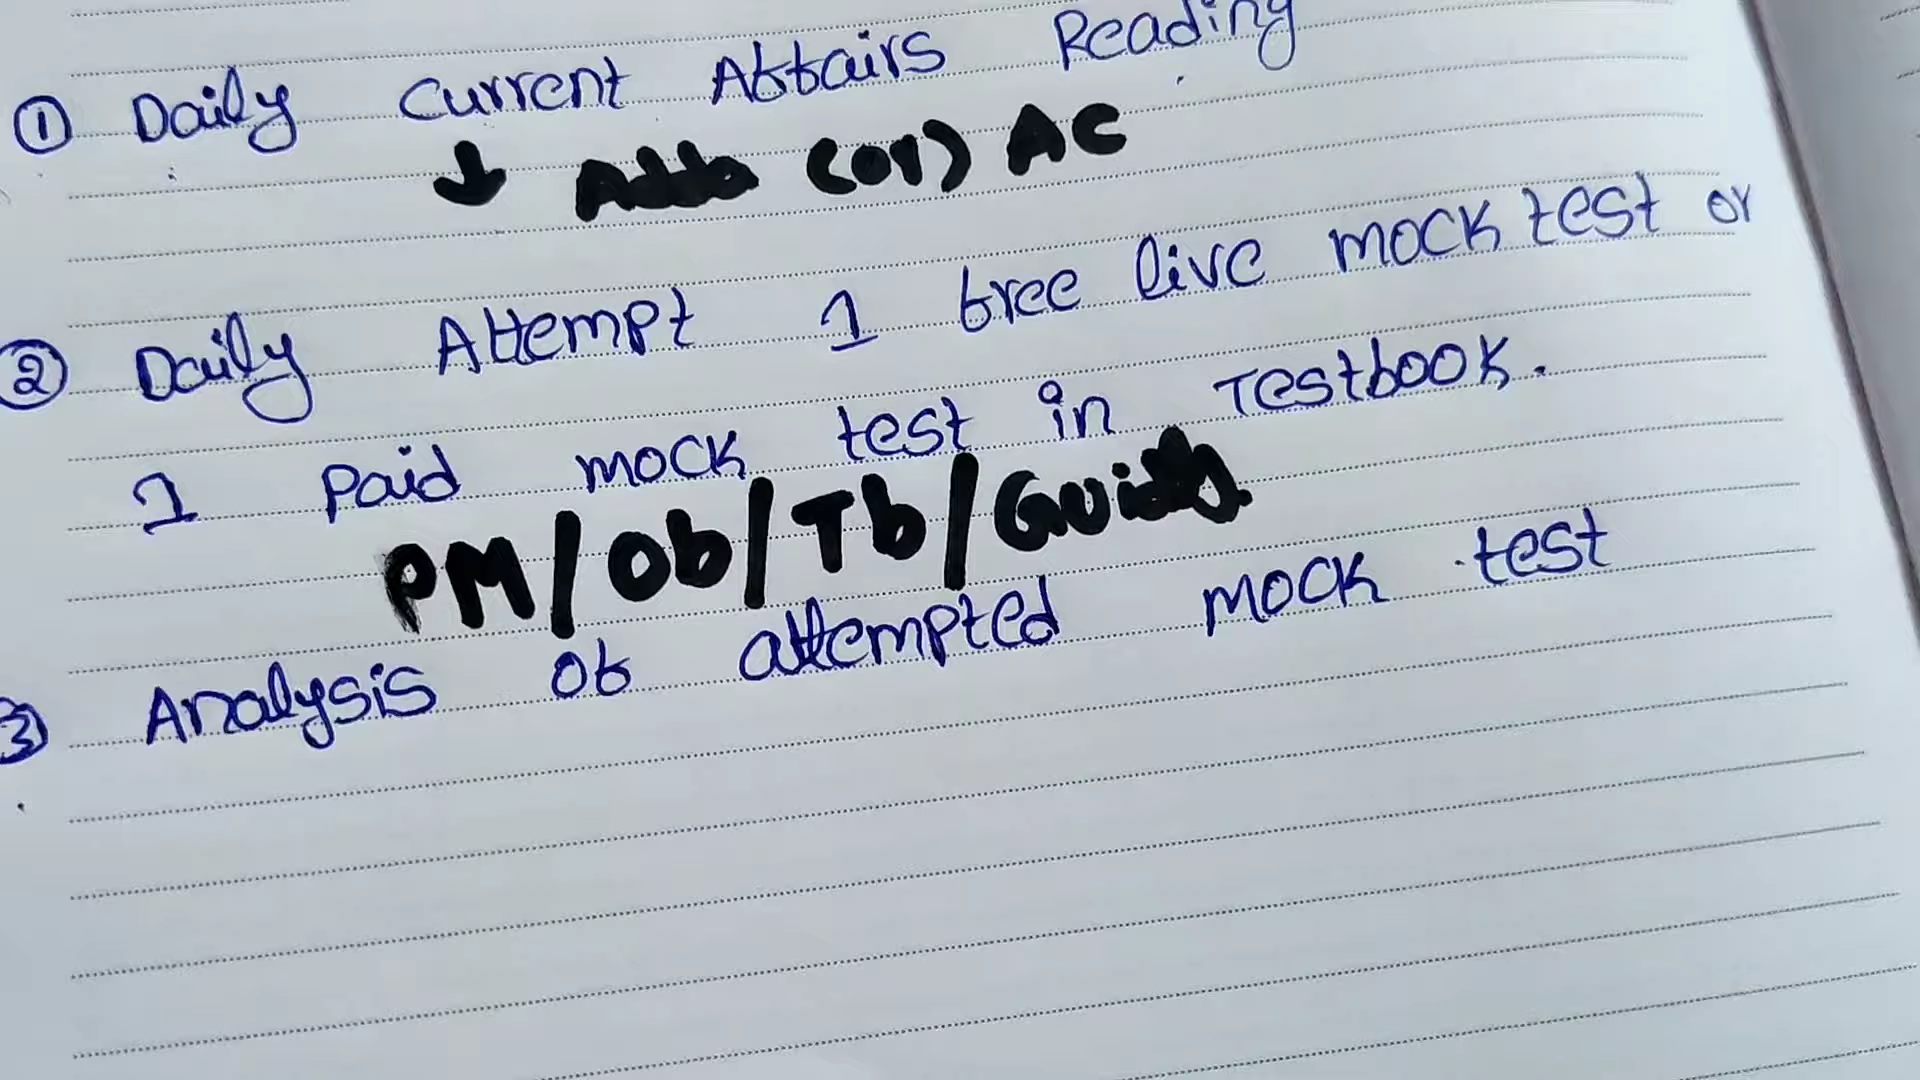 ① Daily Current Affairs Reading
↓ Adda (or) AC
② Daily Attempt 1 free live mock test or
1 Paid mock test in Testbook.
PM/Ob/Tb/
③ Analysis of attempted mock test